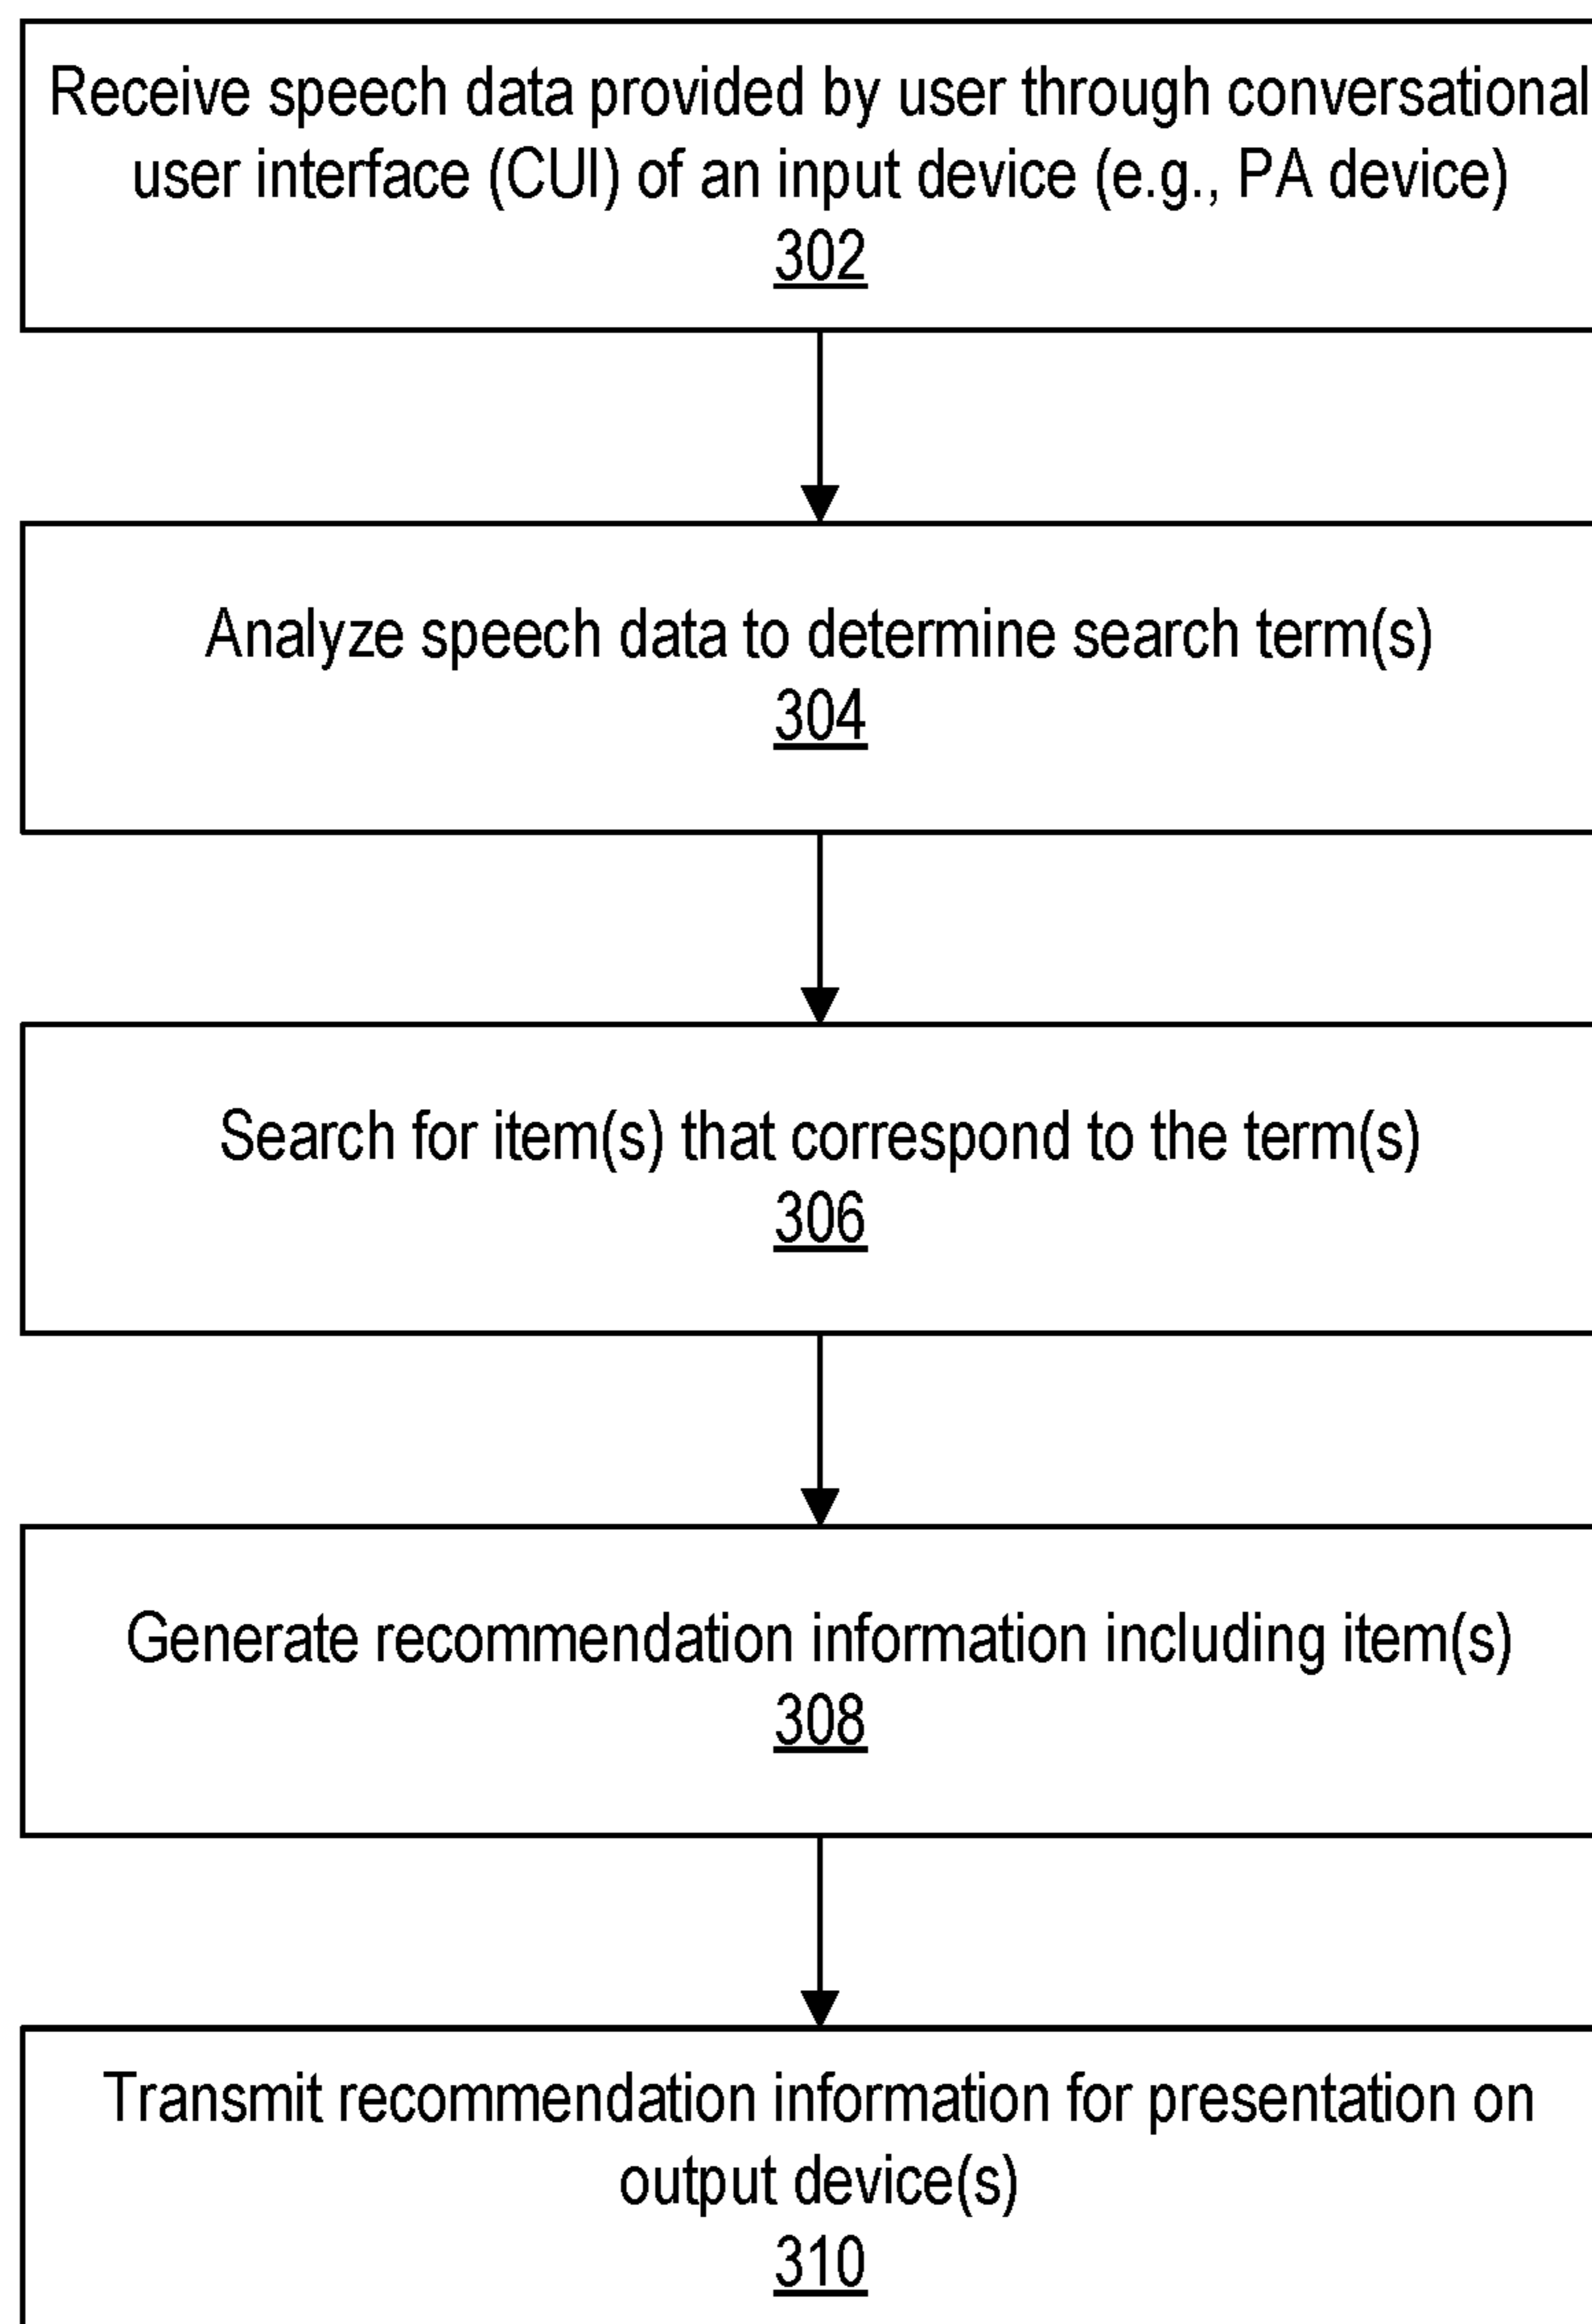 Receive speech data provided by user through conversational
user interface (CUI) of an input device (e.g., PA device)
302
Analyze speech data to determine search term(s)
304
Search for item(s) that correspond to the term(s)
306
Generate recommendation information including item(s)
308
Transmit recommendation information for presentation on
output device(s)
310